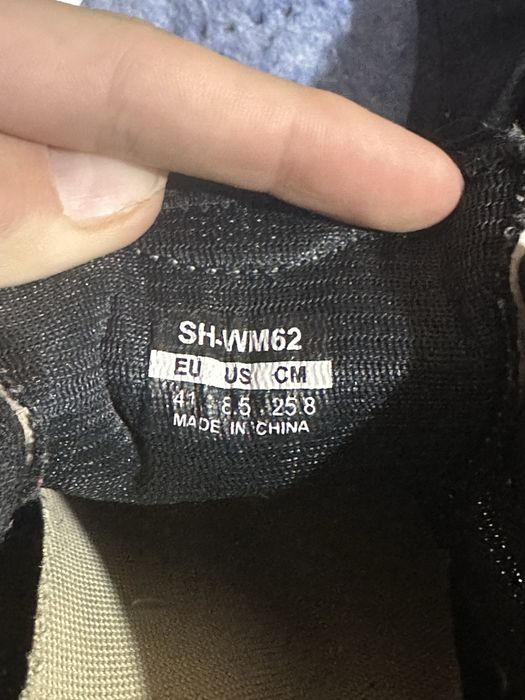 SH-WM62
EU US CM
41 8.5 25.8
MADE IN CHINA